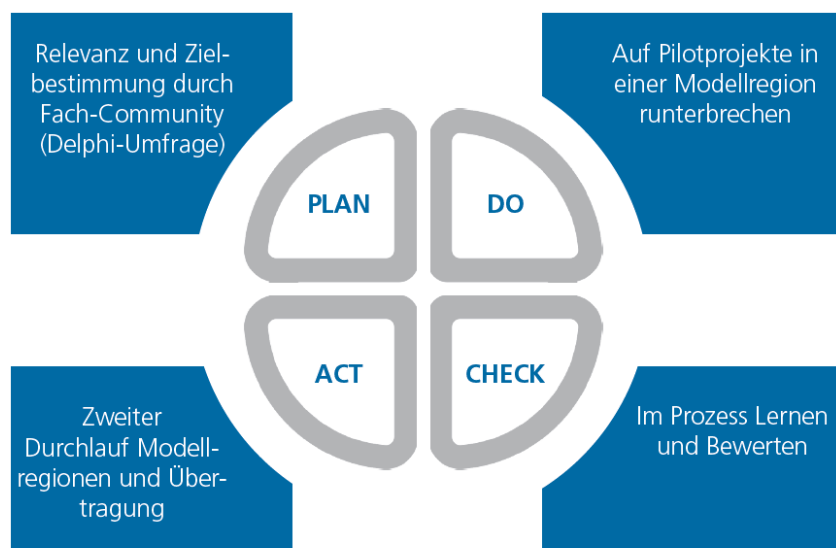 Relevanz und Ziel-
bestimmung durch
Fach-Community
(Delphi-Umfrage)
Auf Pilotprojekte in
einer Modellregion
runterbrechen
PLAN
DO
ACT
CHECK
Zweiter
Durchlauf Modell-
regionen und Über-
tragung
Im Prozess Lernen
und Bewerten